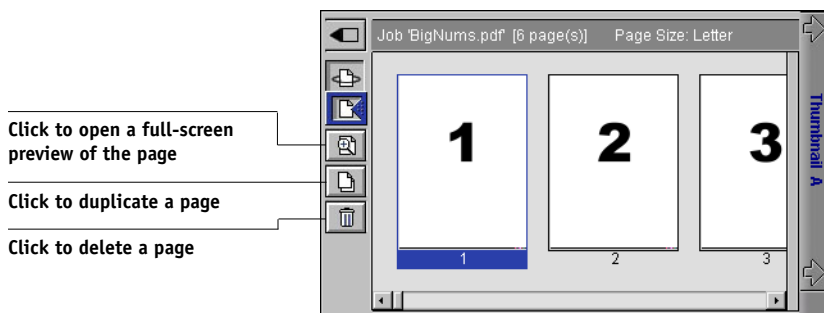 Job 'BigNums.pdf' [6 page(s)] Page Size: Letter
Click to open a full-screen
preview of the page
Click to duplicate a page
Click to delete a page
1
2
3
1
2
3
Thumbnail A